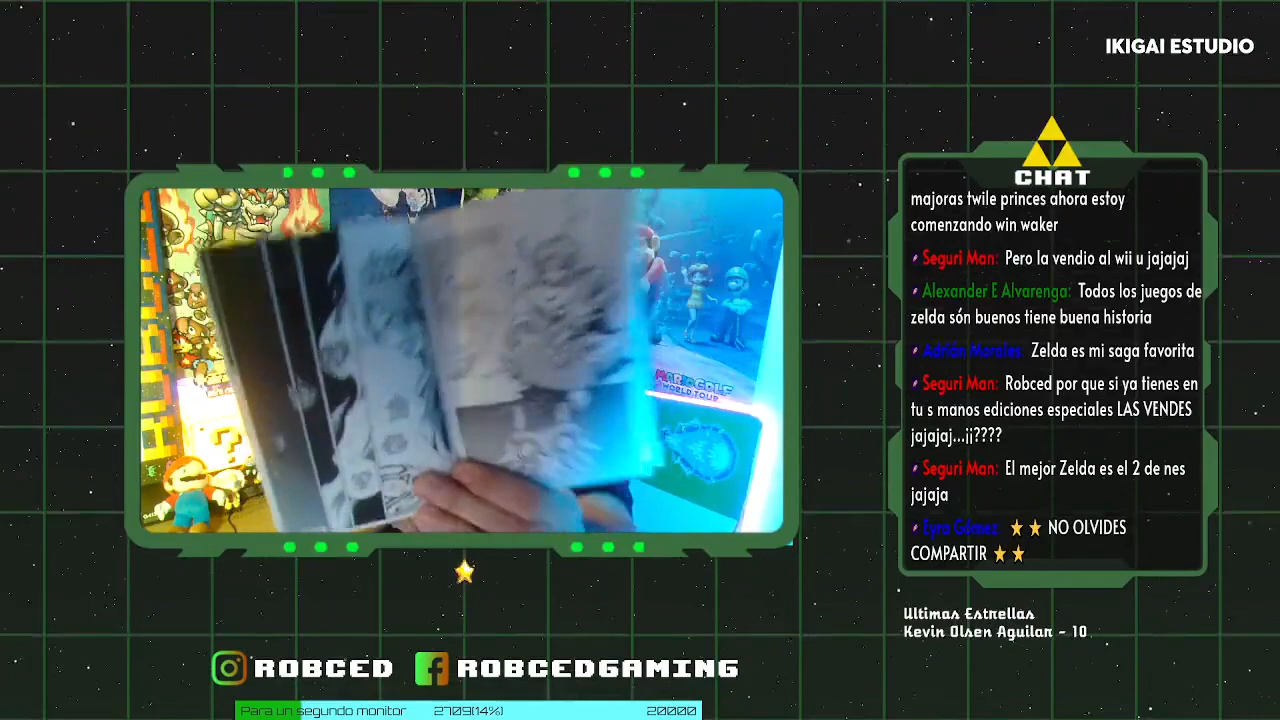 IKIGAI ESTUDIO
CHAT
majoras twile princes ahora estoy
comenzando win waker
Seguri Man: Pero la vendio al wii u jajajaj
Alexander E Alvarenga: Todos los juegos de
zelda són buenos tiene buena historia
Adrián Morales: Zelda es mi saga favorita
Seguri Man: Robced por que si ya tienes en
tu s manos ediciones especiales LAS VENDES
jajajaj...¡¡????
Seguri Man: El mejor Zelda es el 2 de nes
jajaja
Eyra Gómez: ★ ★ NO OLVIDES
COMPARTIR ★ ★
MARIO GOLF
WORLD TOUR
Ultimas Estrellas
Kevin Olsen Aguilar - 10
ROBCED ROBCEDGAMING
Para un segundo monitor 2709(14%) 20000